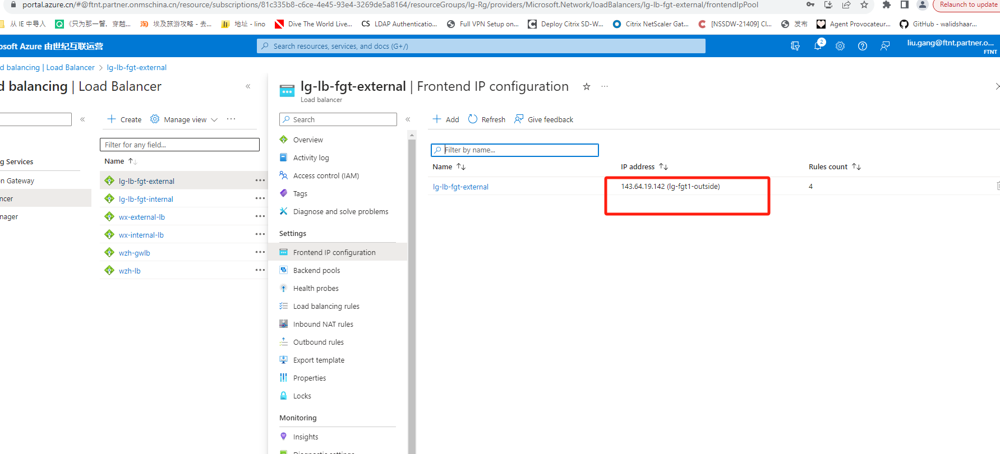 portal.azure.cn/#@ftnt.partner.onmschina.cn/resource/subscriptions/81c335b8-c6ce-4e45-93e4-3269de5a8164/resourceGroups/lg-Rg/providers/Microsoft.Network/loadBalancers/lg-lb-fgt-external/frontendIpPool
Relaunch to update
从 IE 中导入 《只为那一瞥，穿越... 埃及旅游攻略 - 去... 地址 - lino Dive The World Live... CS LDAP Authenticatio... Full VPN Setup on... Deploy Citrix SD-W... Citrix NetScaler Gat... [NSSDW-21409] Cl... 发布 Agent Provocateur... GitHub - walidshaar...
osoft Azure 由世纪互联运营
Search resources, services, and docs (G+/)
2
liu.gang@ftnt.partner.o...
FTNT
d balancing | Load Balancer > lg-lb-fgt-external
d balancing | Load Balancer «
lg-lb-fgt-external | Frontend IP configuration ☆ ...
Load balancer
«
Create Manage view ...
Filter for any field...
Name ↑↓
g Services
n Gateway
ncer
nager
lg-lb-fgt-external ...
lg-lb-fgt-internal ...
wx-external-lb ...
wx-internal-lb ...
wzh-gwlb ...
wzh-lb ...
Search «
Overview
Activity log
Access control (IAM)
Tags
Diagnose and solve problems
Settings
Frontend IP configuration
Backend pools
Health probes
Load balancing rules
Inbound NAT rules
Outbound rules
Export template
Properties
Locks
Monitoring
Insights
Diagnostic settings
Add Refresh Give feedback
Filter by name...
Name ↑↓ IP address ↑↓ Rules count ↑↓
lg-lb-fgt-external 143.64.19.142 (lg-fgt1-outside) 4